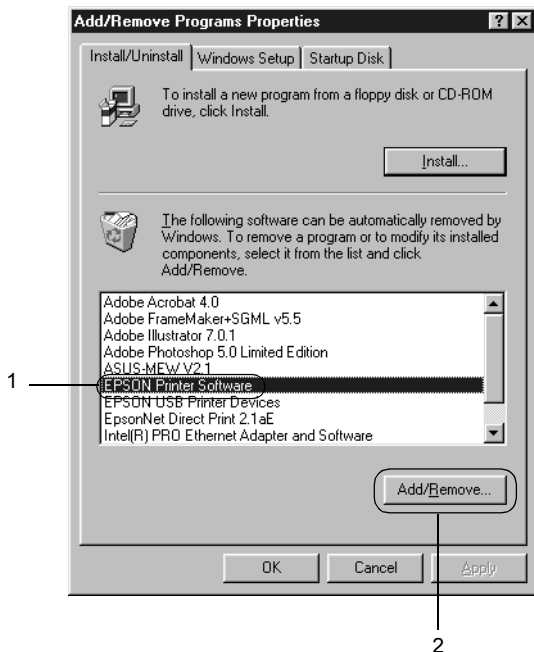 Add/Remove Programs Properties
Install/Uninstall Windows Setup Startup Disk
To install a new program from a floppy disk or CD-ROM
drive, click Install.
Install...
The following software can be automatically removed by
Windows. To remove a program or to modify its installed
components, select it from the list and click
Add/Remove.
Adobe Acrobat 4.0
Adobe FrameMaker+SGML v5.5
Adobe Illustrator 7.0.1
Adobe Photoshop 5.0 Limited Edition
ASUS-MEW V2.1
1
EPSON Printer Software
EPSON USB Printer Devices
EpsonNet Direct Print 2.1aE
Intel(R) PRO Ethernet Adapter and Software
Add/Remove...
OK Cancel Apply
2